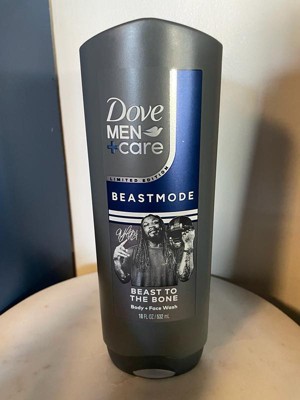 Dove
MEN
+care
LIMITED EDITION
BEASTMODE
BEAST TO
THE BONE
Body + Face Wash
18 FL OZ / 532 mL